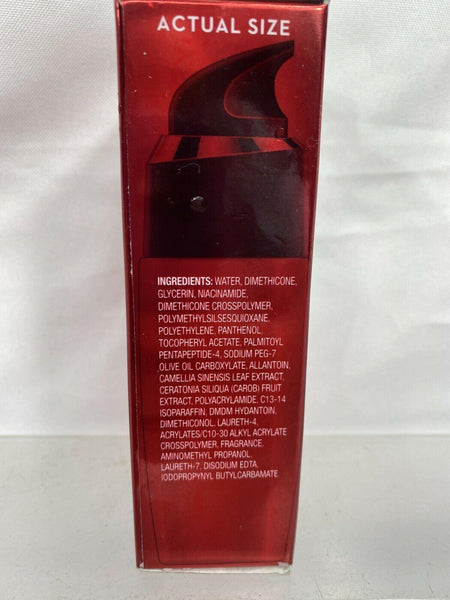 ACTUAL SIZE
INGREDIENTS: WATER, DIMETHICONE,
GLYCERIN, NIACINAMIDE,
DIMETHICONE CROSSPOLYMER,
POLYMETHYLSILSESQUIOXANE,
POLYETHYLENE, PANTHENOL,
TOCOPHERYL ACETATE, PALMITOYL
PENTAPEPTIDE-4, SODIUM PEG-7
,OLIVE OIL CARBOXYLATE, ALLANTOIN,
CAMELLIA SINENSIS LEAF EXTRACT,
CERATONIA SILIQUA (CAROB) FRUIT
EXTRACT, POLYACRYLAMIDE, C13-14
ISOPARAFFIN, DMDM HYDANTOIN,
DIMETHICONOL, LAURETH-4,
ACRYLATES/C10-30 ALKYL ACRYLATE
CROSSPOLYMER, FRAGRANCE,
AMINOMETHYL PROPANOL,
LAURETH-7, DISODIUM EDTA,
IODOPROPYNYL BUTYLCARBAMATE